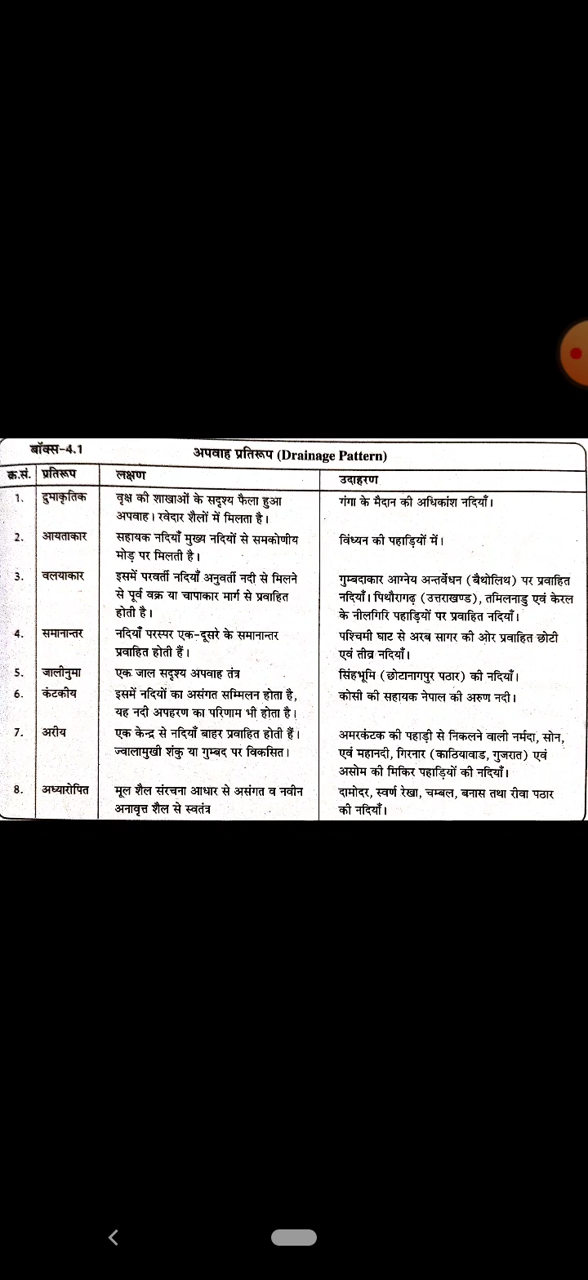 बॉक्स-4.1 अपवाह प्रतिरूप (Drainage Pattern)
क्र.सं. प्रतिरूप लक्षण उदाहरण
1. द्रुमाकृतिक वृक्ष की शाखाओं के सदृश्य फैला हुआ गंगा के मैदान की अधिकांश नदियाँ।
अपवाह। रवेदार शैलों में मिलता है।
2. आयताकार सहायक नदियाँ मुख्य नदियों से समकोणीय विंध्यन की पहाड़ियों में।
मोड़ पर मिलती है।
3. वलयाकार इसमें परवर्ती नदियाँ अनुवर्ती नदी से मिलने गुम्बदाकार आग्नेय अन्तर्वेधन (बैथोलिथ) पर प्रवाहित
से पूर्व वक्र या चापाकार मार्ग से प्रवाहित नदियाँ। पिथौरागढ़ (उत्तराखण्ड), तमिलनाडु एवं केरल
होती है। के नीलगिरि पहाड़ियों पर प्रवाहित नदियाँ।
4. समानान्तर नदियाँ परस्पर एक-दूसरे के समानान्तर पश्चिमी घाट से अरब सागर की ओर प्रवाहित छोटी
प्रवाहित होती हैं। एवं तीव्र नदियाँ।
5. जालीनुमा एक जाल सदृश्य अपवाह तंत्र सिंहभूमि (छोटानागपुर पठार) की नदियाँ।
6. कंटकीय इसमें नदियों का असंगत सम्मिलन होता है, कोसी की सहायक नेपाल की अरुण नदी।
यह नदी अपहरण का परिणाम भी होता है।
7. अरीय एक केन्द्र से नदियाँ बाहर प्रवाहित होती हैं। अमरकंटक की पहाड़ी से निकलने वाली नर्मदा, सोन,
ज्वालामुखी शंकु या गुम्बद पर विकसित। एवं महानदी, गिरनार (काठियावाड, गुजरात) एवं
असोम की मिकिर पहाड़ियों की नदियाँ।
8. अध्यारोपित मूल शैल संरचना आधार से असंगत व नवीन दामोदर, स्वर्ण रेखा, चम्बल, बनास तथा रीवा पठार
अनावृत्त शैल से स्वतंत्र की नदियाँ।